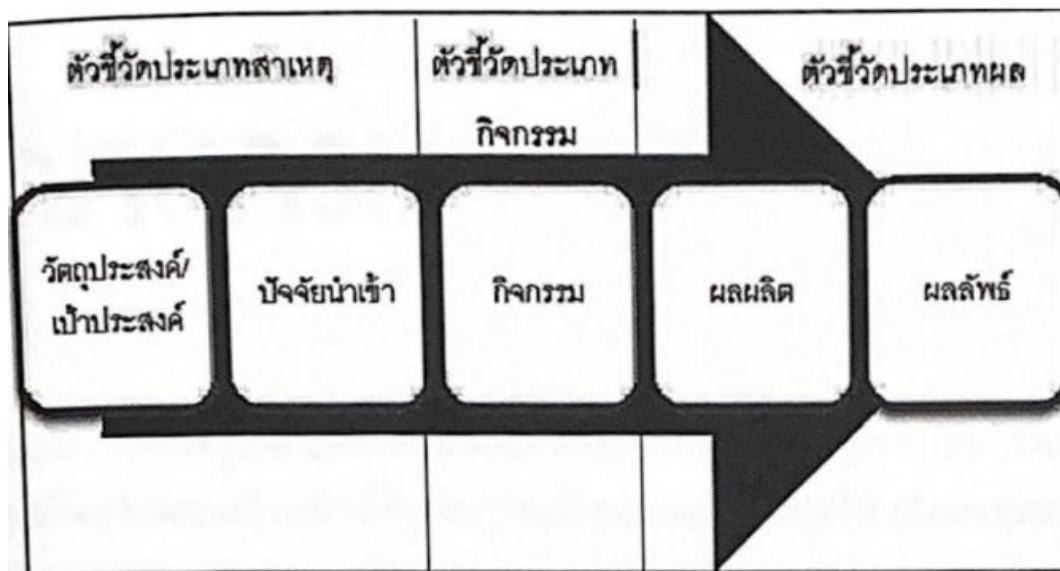 ตัวชี้วัดประเภทสาเหตุ
ตัวชี้วัดประเภท
กิจกรรม
ตัวชี้วัดประเภทผล
วัตถุประสงค์/
เป้าประสงค์
ปัจจัยนำเข้า
กิจกรรม
ผลผลิต
ผลลัพธ์